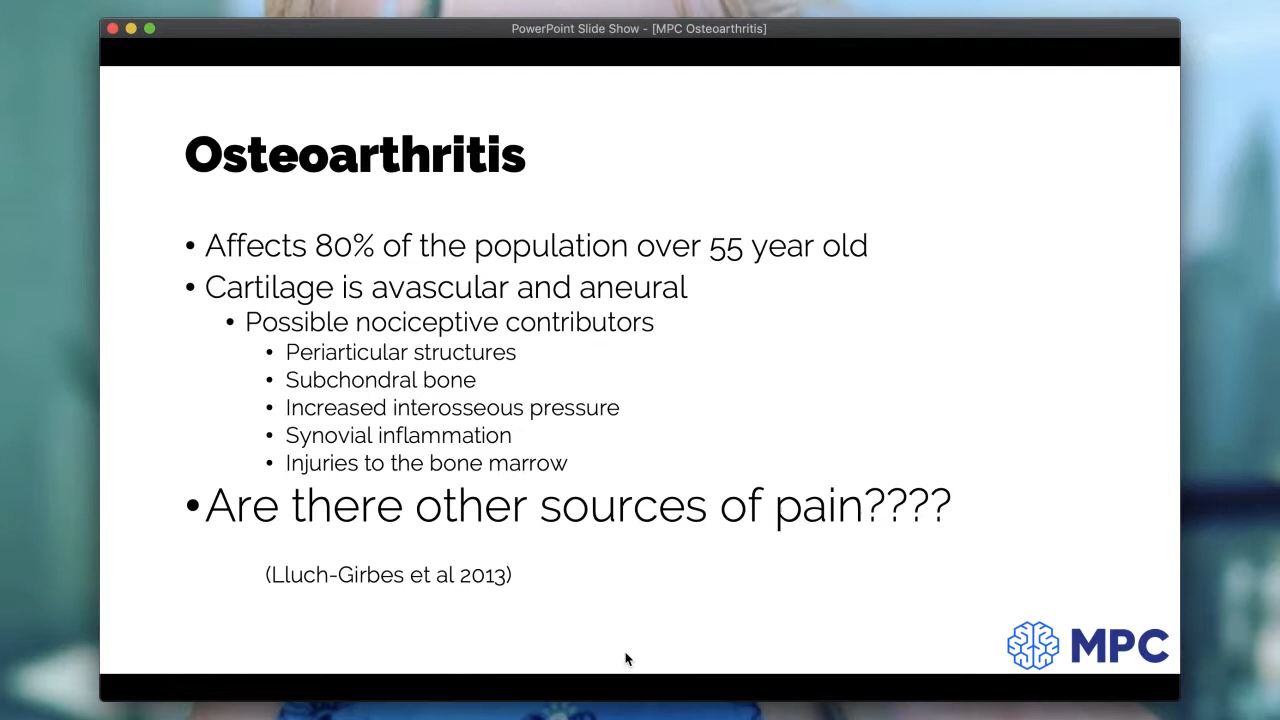 PowerPoint Slide Show - [MPC Osteoarthritis]
Osteoarthritis
• Affects 80% of the population over 55 year old
• Cartilage is avascular and aneural
• Possible nociceptive contributors
• Periarticular structures
• Subchondral bone
• Increased interosseous pressure
• Synovial inflammation
• Injuries to the bone marrow
• Are there other sources of pain????
(Lluch-Girbes et al 2013)
MPC